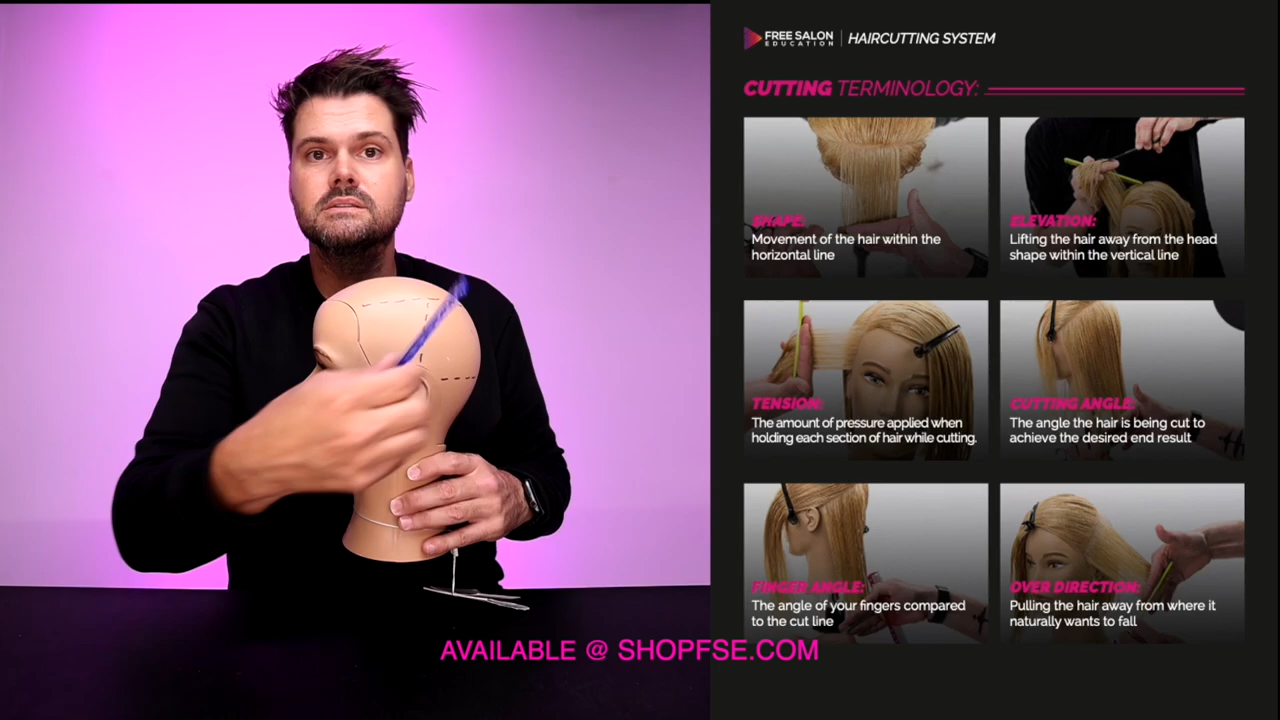 FREE SALON
EDUCATION
HAIRCUTTING SYSTEM
CUTTING TERMINOLOGY:
SHAPE:
Movement of the hair within the
horizontal line
ELEVATION:
Lifting the hair away from the head
shape within the vertical line
TENSION:
The amount of pressure applied when
holding each section of hair while cutting.
CUTTING ANGLE:
The angle the hair is being cut to
achieve the desired end result
FINGER ANGLE:
The angle of your fingers compared
to the cut line
OVER DIRECTION:
Pulling the hair away from where it
naturally wants to fall
AVAILABLE @ SHOPFSE.COM